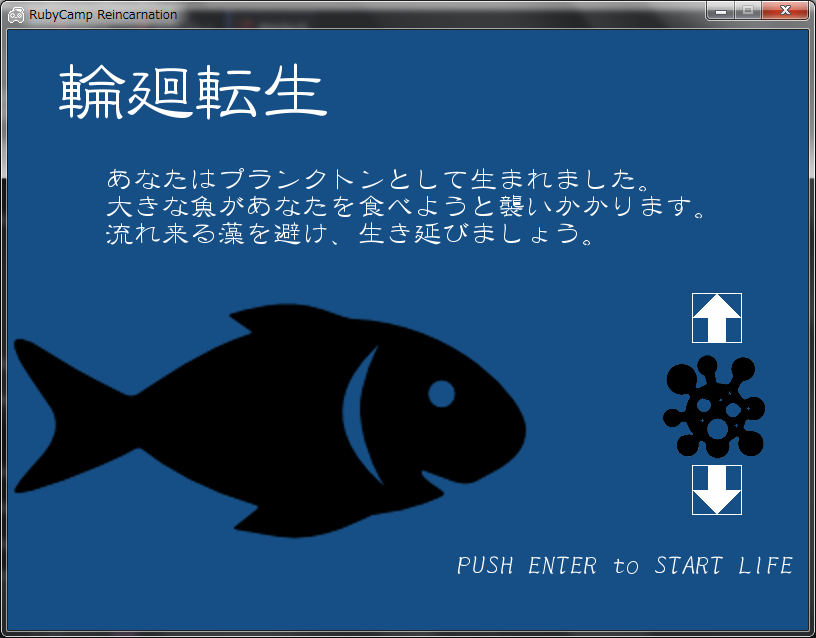 RubyCamp Reincarnation
輪廻転生
あなたはプランクトンとして生まれました。
大きな魚があなたを食べようと襲いかかります。
流れ来る藻を避け、生き延びましょう。
PUSH ENTER to START LIFE